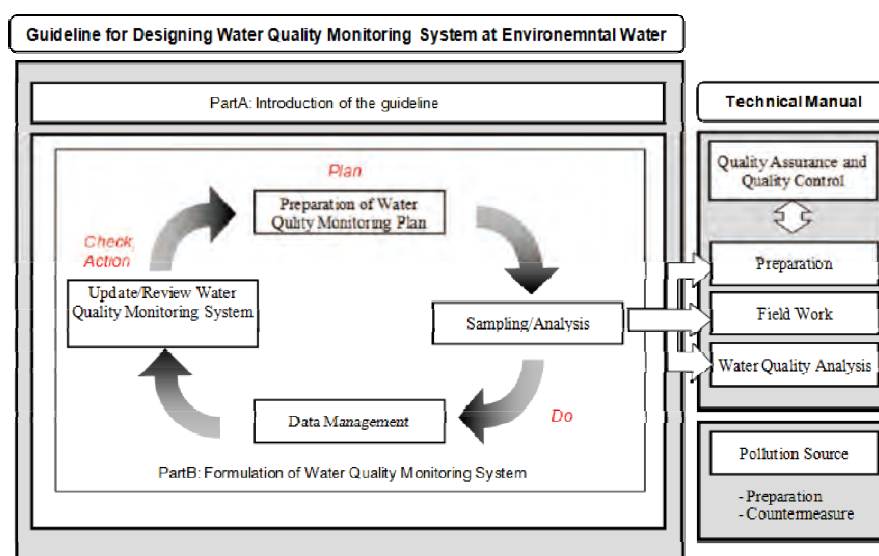 Guideline for Designing Water Quality Monitoring System at Environemntal Water
PartA: Introduction of the guideline
Plan
Preparation of Water
Qulity Monitoring Plan
Check,
Action
Update/Review Water
Quality Monitoring System
Sampling/Analysis
Data Management
Do
PartB: Formulation of Water Quality Monitoring System
Technical Manual
Quality Assurance and
Quality Control
Preparation
Field Work
Water Quality Analysis
Pollution Source
- Preparation
- Countermeasure